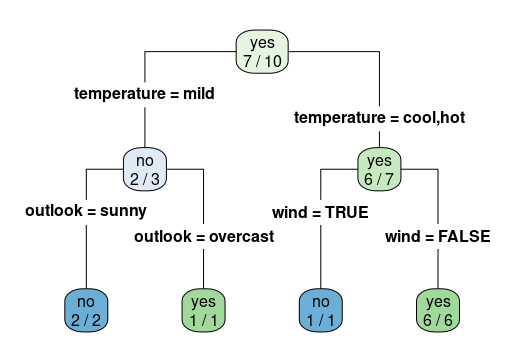 yes
7 / 10
temperature = mild
temperature = cool,hot
no
2 / 3
yes
6 / 7
outlook = sunny
wind = TRUE
outlook = overcast
wind = FALSE
no
2 / 2
yes
1 / 1
no
1 / 1
yes
6 / 6